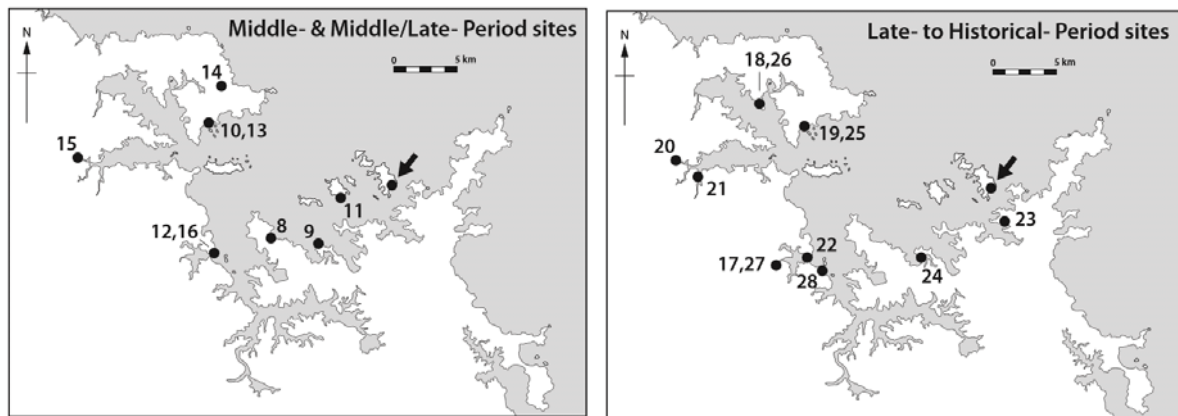 Middle- & Middle/Late- Period sites
N
0 5 km
14
10,13
15
11
12,16
8
9
Late- to Historical- Period sites
N
0 5 km
18,26
19,25
20
21
23
22
17,27
24
28